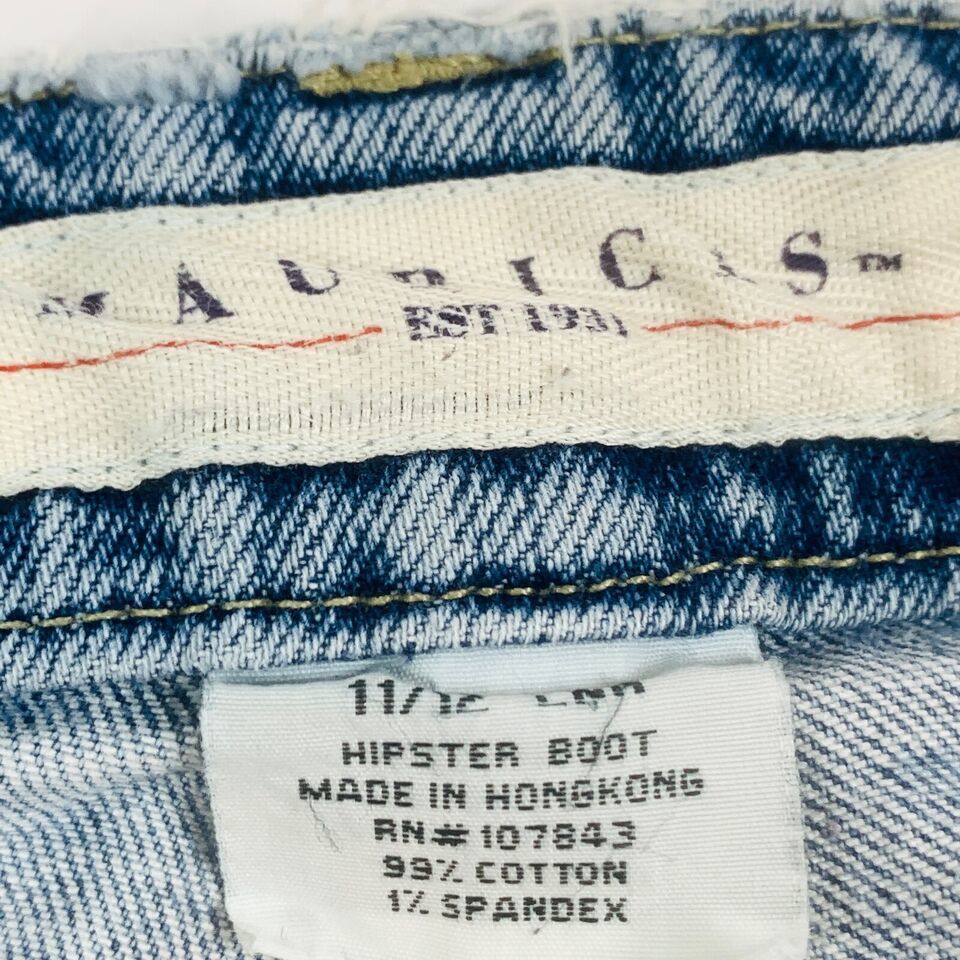 MAURICES™
EST 1931
11/12
HIPSTER BOOT
MADE IN HONGKONG
RN# 107843
99% COTTON
1% SPANDEX